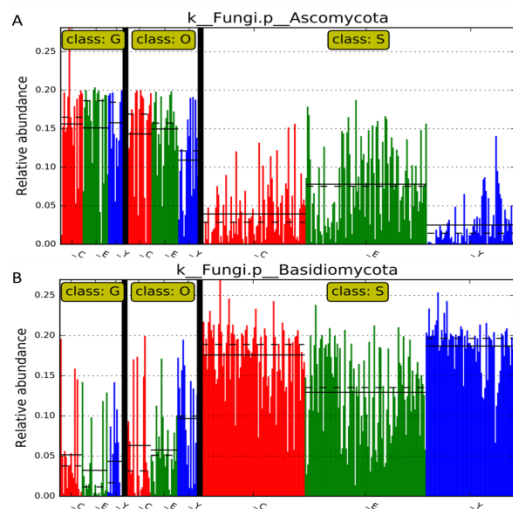 A
k__Fungi.p__Ascomycota
class: G
class: O
class: S
Relative abundance
0.25
0.20
0.15
0.10
0.05
0.00
B
k__Fungi.p__Basidiomycota
class: G
class: O
class: S
Relative abundance
0.25
0.20
0.15
0.10
0.05
0.00